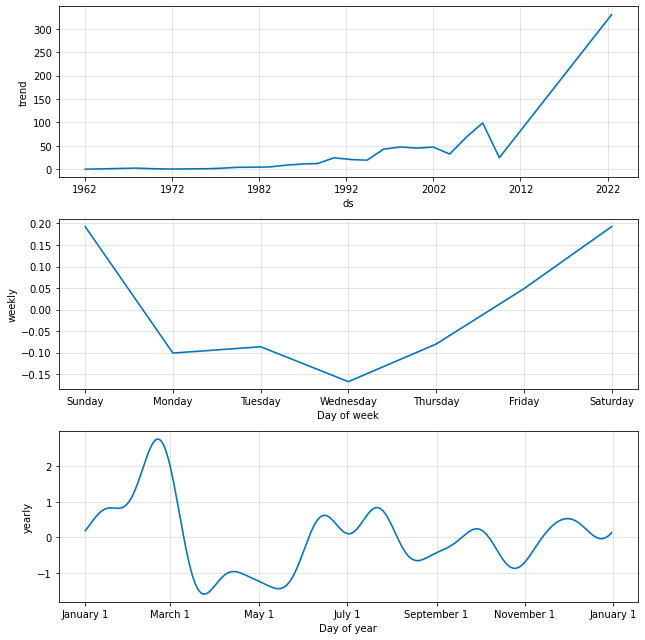 300
250
200
150
100
50
0
trend
1962 1972 1982 1992 2002 2012 2022
ds
0.20
0.15
0.10
0.05
0.00
−0.05
−0.10
−0.15
weekly
Sunday Monday Tuesday Wednesday Thursday Friday Saturday
Day of week
2
1
0
−1
yearly
January 1 March 1 May 1 July 1 September 1 November 1 January 1
Day of year